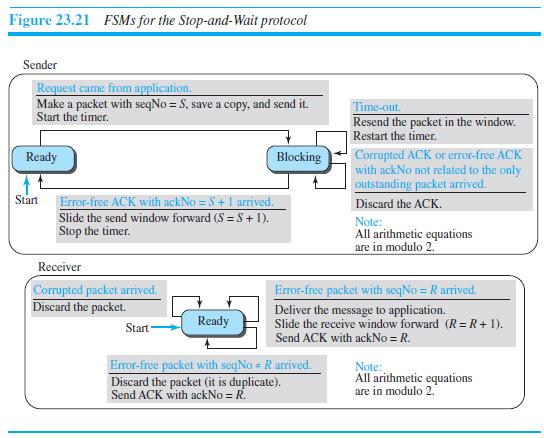 Figure 23.21 FSMs for the Stop-and-Wait protocol
Sender
Request came from application.
Make a packet with seqNo = S, save a copy, and send it.
Start the timer.
Time-out.
Resend the packet in the window.
Restart the timer.
Ready
Blocking
Corrupted ACK or error-free ACK
with ackNo not related to the only
outstanding packet arrived.
Discard the ACK.
Start
Error-free ACK with ackNo = S + 1 arrived.
Slide the send window forward (S = S + 1).
Stop the timer.
Note:
All arithmetic equations
are in modulo 2.
Receiver
Corrupted packet arrived.
Discard the packet.
Start
Ready
Error-free packet with seqNo = R arrived.
Deliver the message to application.
Slide the receive window forward (R = R + 1).
Send ACK with ackNo = R.
Error-free packet with seqNo ≠ R arrived.
Discard the packet (it is duplicate).
Send ACK with ackNo = R.
Note:
All arithmetic equations
are in modulo 2.